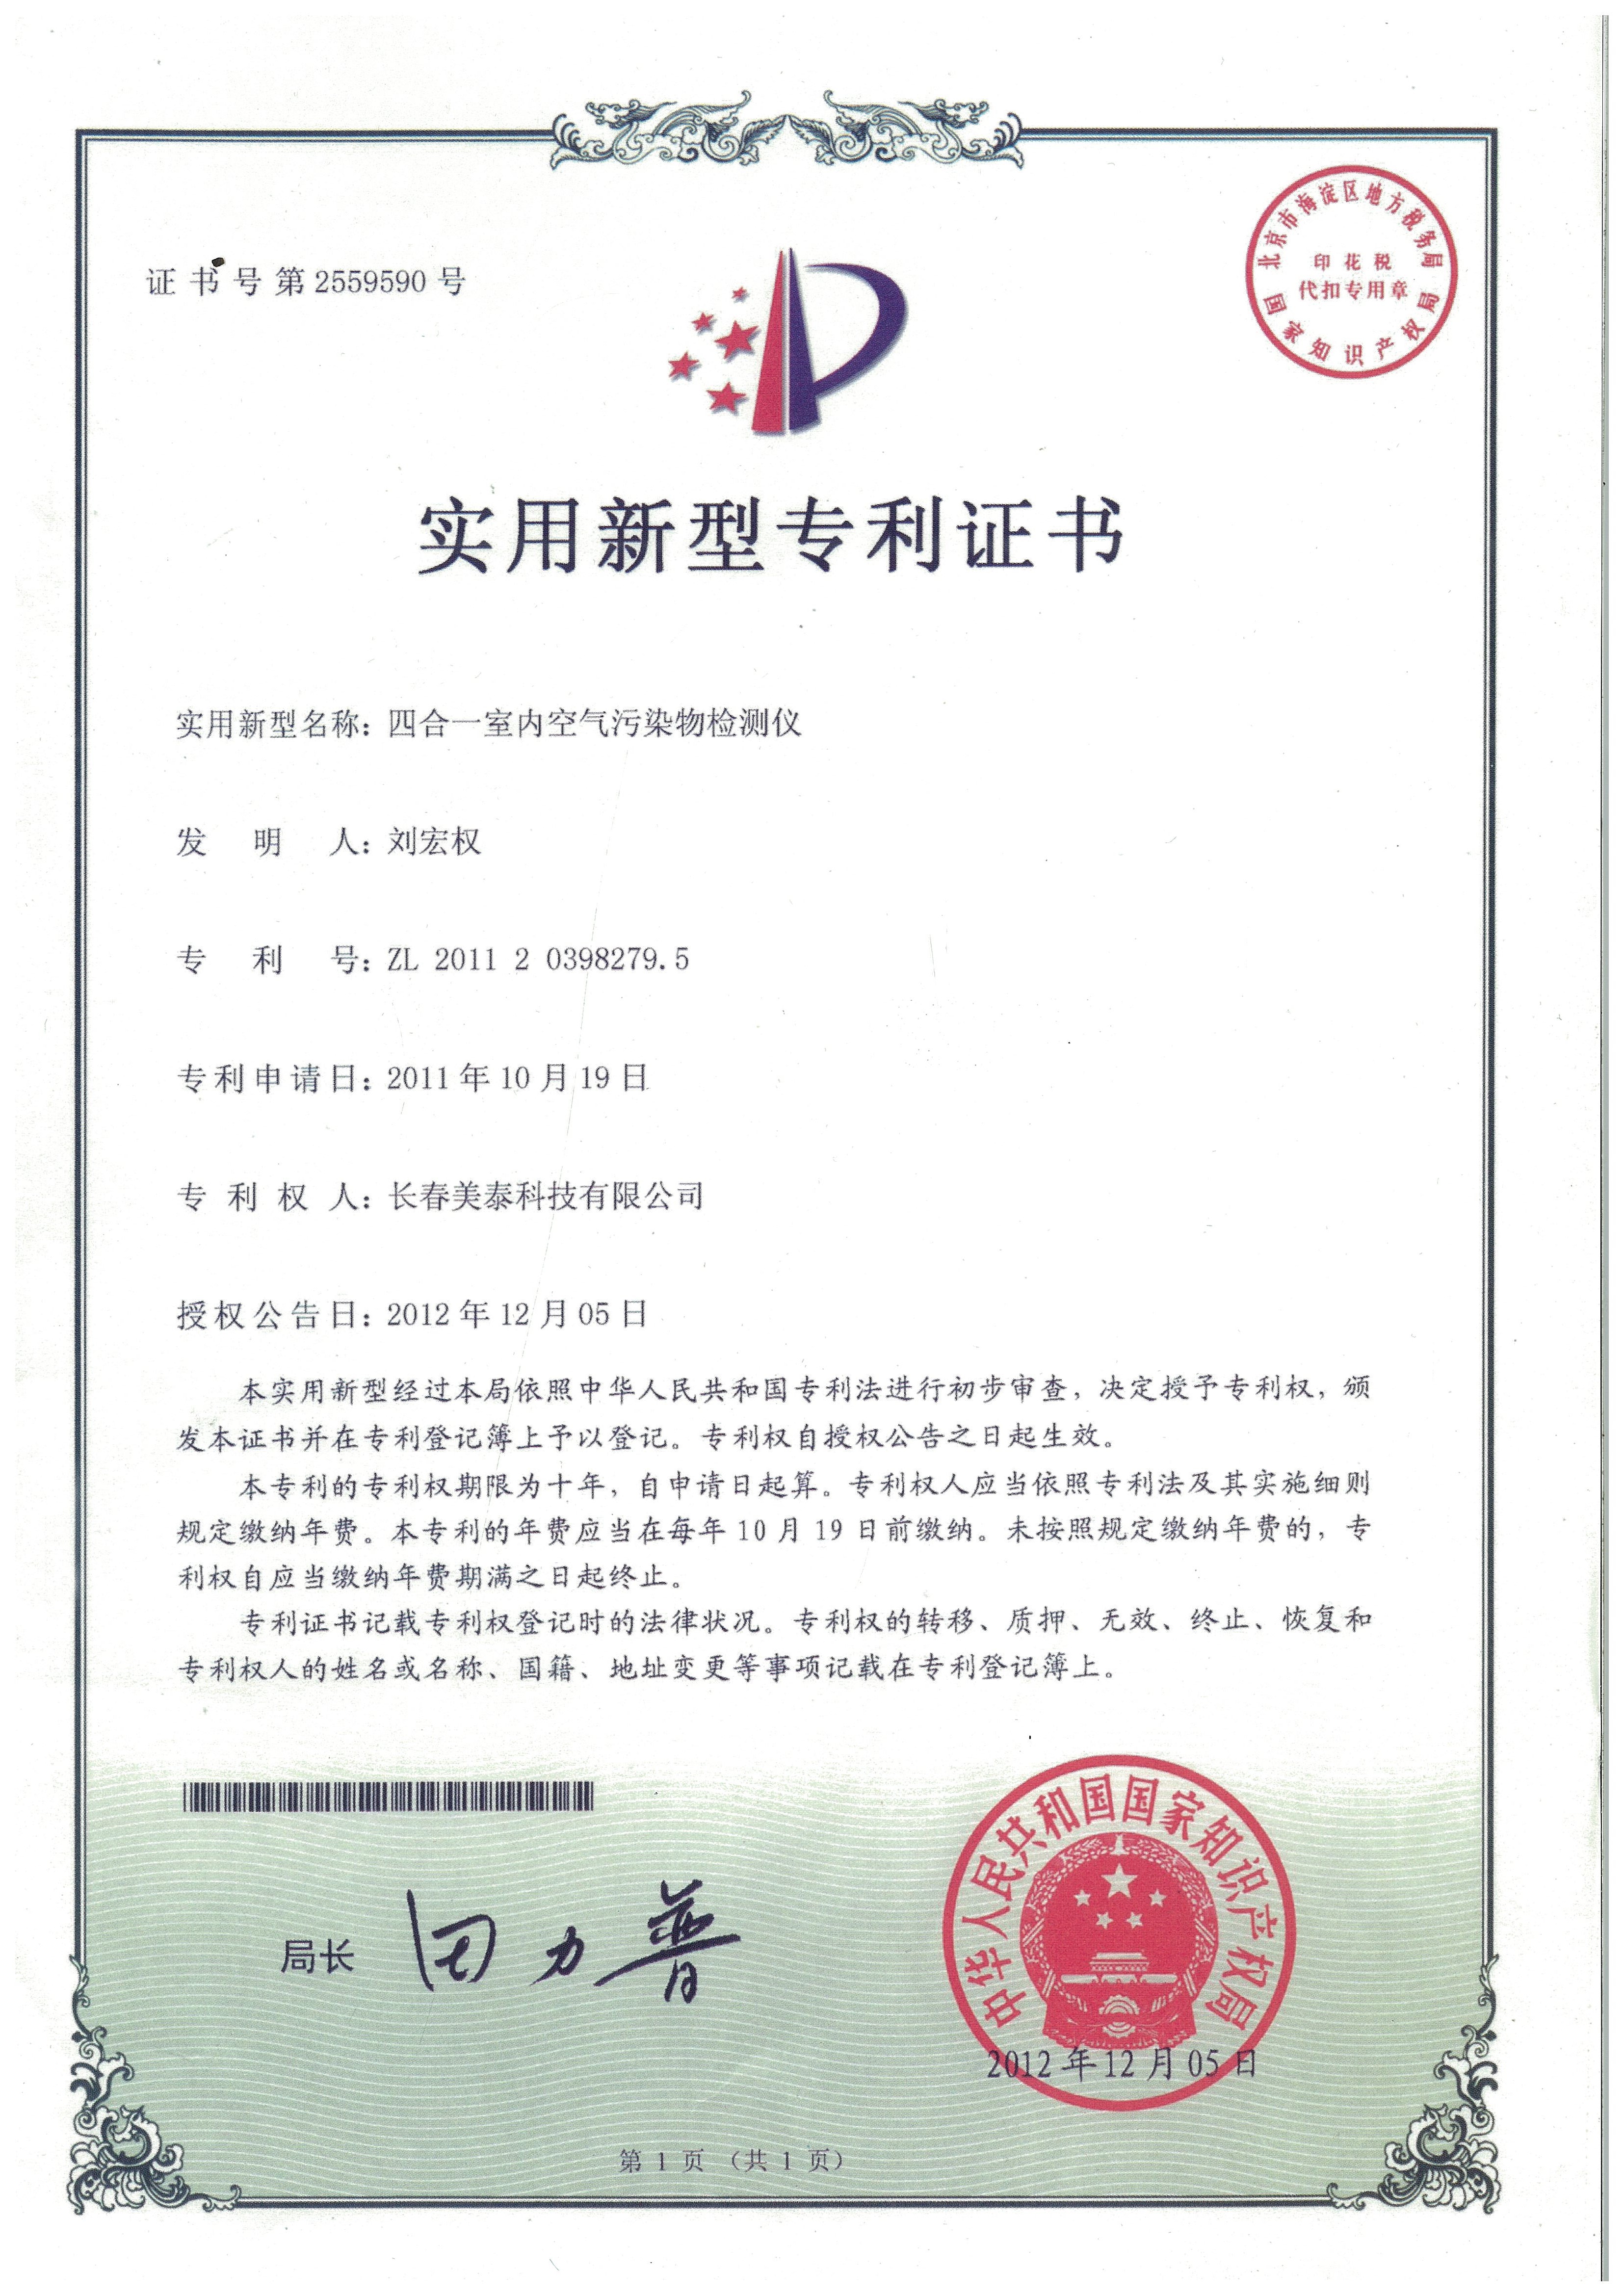 证书号第2559590号
北京市海淀区地方税务局
印花税
代扣专用章
国家知识产权局
实用新型专利证书
实用新型名称：四合一室内空气污染物检测仪
发明人：刘宏权
专利号：ZL 2011 2 0398279.5
专利申请日：2011年10月19日
专利权人：长春美泰科技有限公司
授权公告日：2012年12月05日
本实用新型经过本局依照中华人民共和国专利法进行初步审查，决定授予专利权，颁
发本证书并在专利登记簿上予以登记。专利权自授权公告之日起生效。
本专利的专利权期限为十年，自申请日起算。专利权人应当依照专利法及其实施细则
规定缴纳年费。本专利的年费应当在每年10月19日前缴纳。未按照规定缴纳年费的，专
利权自应当缴纳年费期满之日起终止。
专利证书记载专利权登记时的法律状况。专利权的转移、质押、无效、终止、恢复和
专利权人的姓名或名称、国籍、地址变更等事项记载在专利登记簿上。
局长 田力普
中华人民共和国国家知识产权局
2012年12月05日
第1页（共1页）